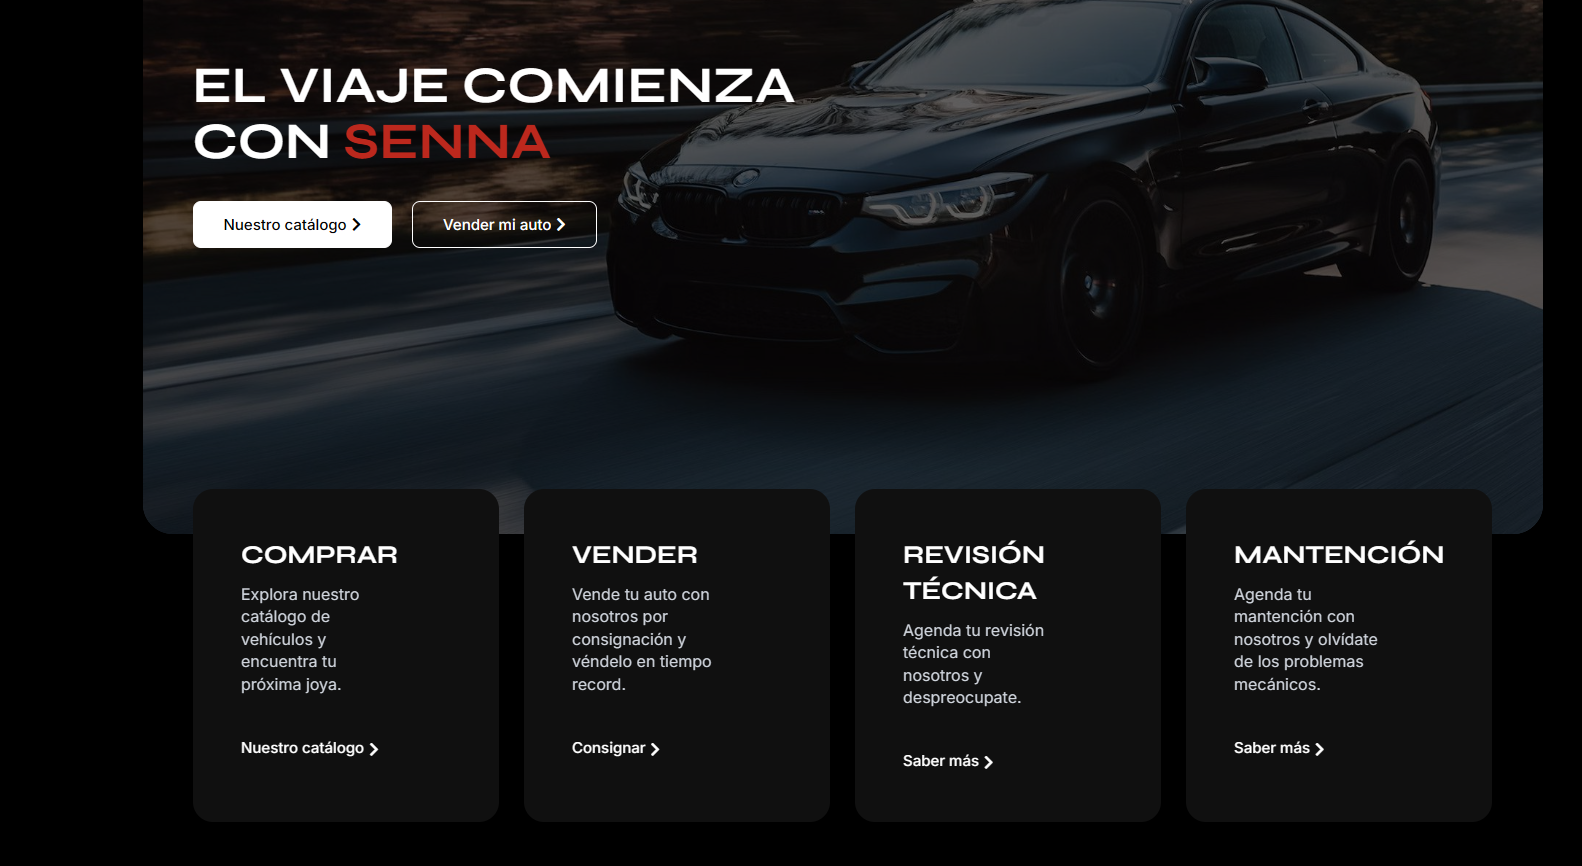 EL VIAJE COMIENZA
CON SENNA
Nuestro catálogo
Vender mi auto
COMPRAR
Explora nuestro
catálogo de
vehículos y
encuentra tu
próxima joya.
Nuestro catálogo
VENDER
Vende tu auto con
nosotros por
consignación y
véndelo en tiempo
record.
Consignar
REVISIÓN
TÉCNICA
Agenda tu revisión
técnica con
nosotros y
despreocupate.
Saber más
MANTENCIÓN
Agenda tu
mantención con
nosotros y olvídate
de los problemas
mecánicos.
Saber más